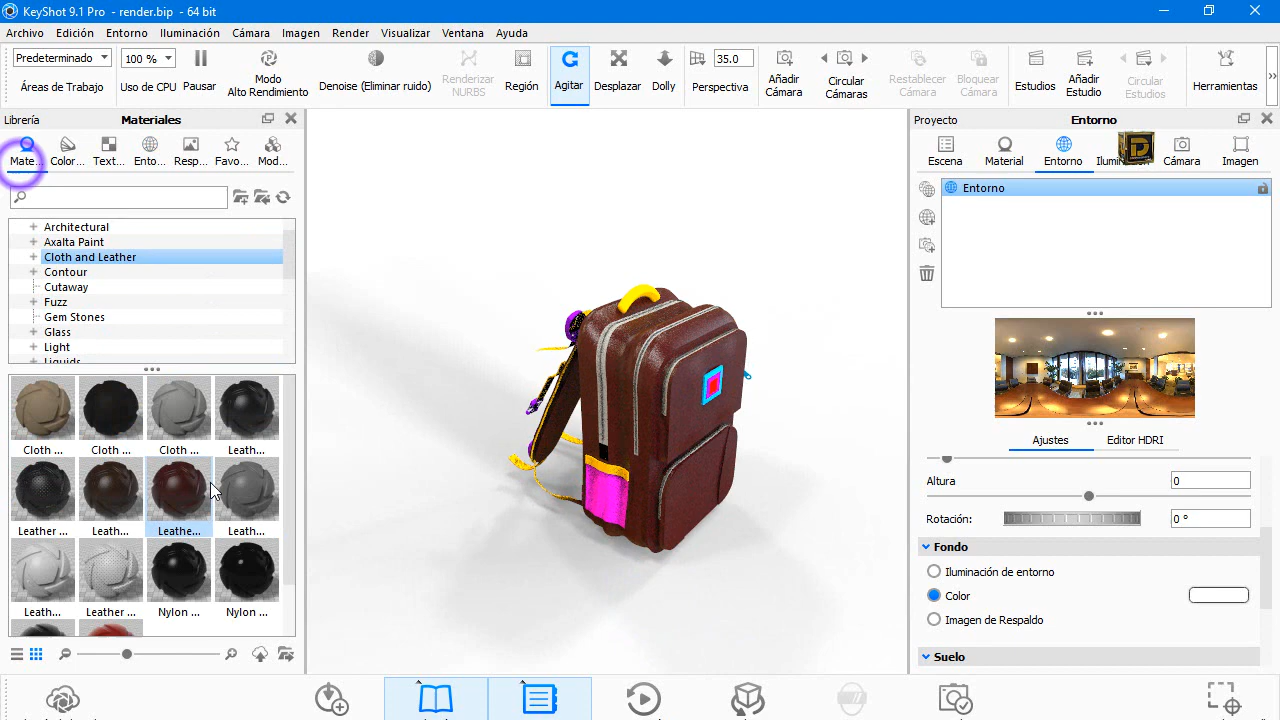 KeyShot 9.1 Pro - render.bip - 64 bit
Archivo Edición Entorno Iluminación Cámara Imagen Render Visualizar Ventana Ayuda
Predeterminado 100 % 35.0
Áreas de Trabajo Uso de CPU Pausar Modo Alto Rendimiento Denoise (Eliminar ruido) Renderizar NURBS Región Agitar Desplazar Dolly Perspectiva Añadir Cámara Circular Cámaras Restablecer Cámara Bloquear Cámara Estudios Añadir Estudio Circular Estudios Herramientas
Librería Materiales
Mate... Color... Text... Ento... Resp... Favo... Mod...
Architectural
Axalta Paint
Cloth and Leather
Contour
Cutaway
Fuzz
Gem Stones
Glass
Light
Liquids
Cloth ... Cloth ... Cloth ... Leath...
Leather ... Leath... Leathe... Leath...
Leath... Leather ... Nylon ... Nylon ...
Proyecto Entorno
Escena Material Entorno Cámara Imagen
Entorno
Ajustes Editor HDRI
Altura 0
Rotación: 0 °
Fondo
Iluminación de entorno
Color
Imagen de Respaldo
Suelo